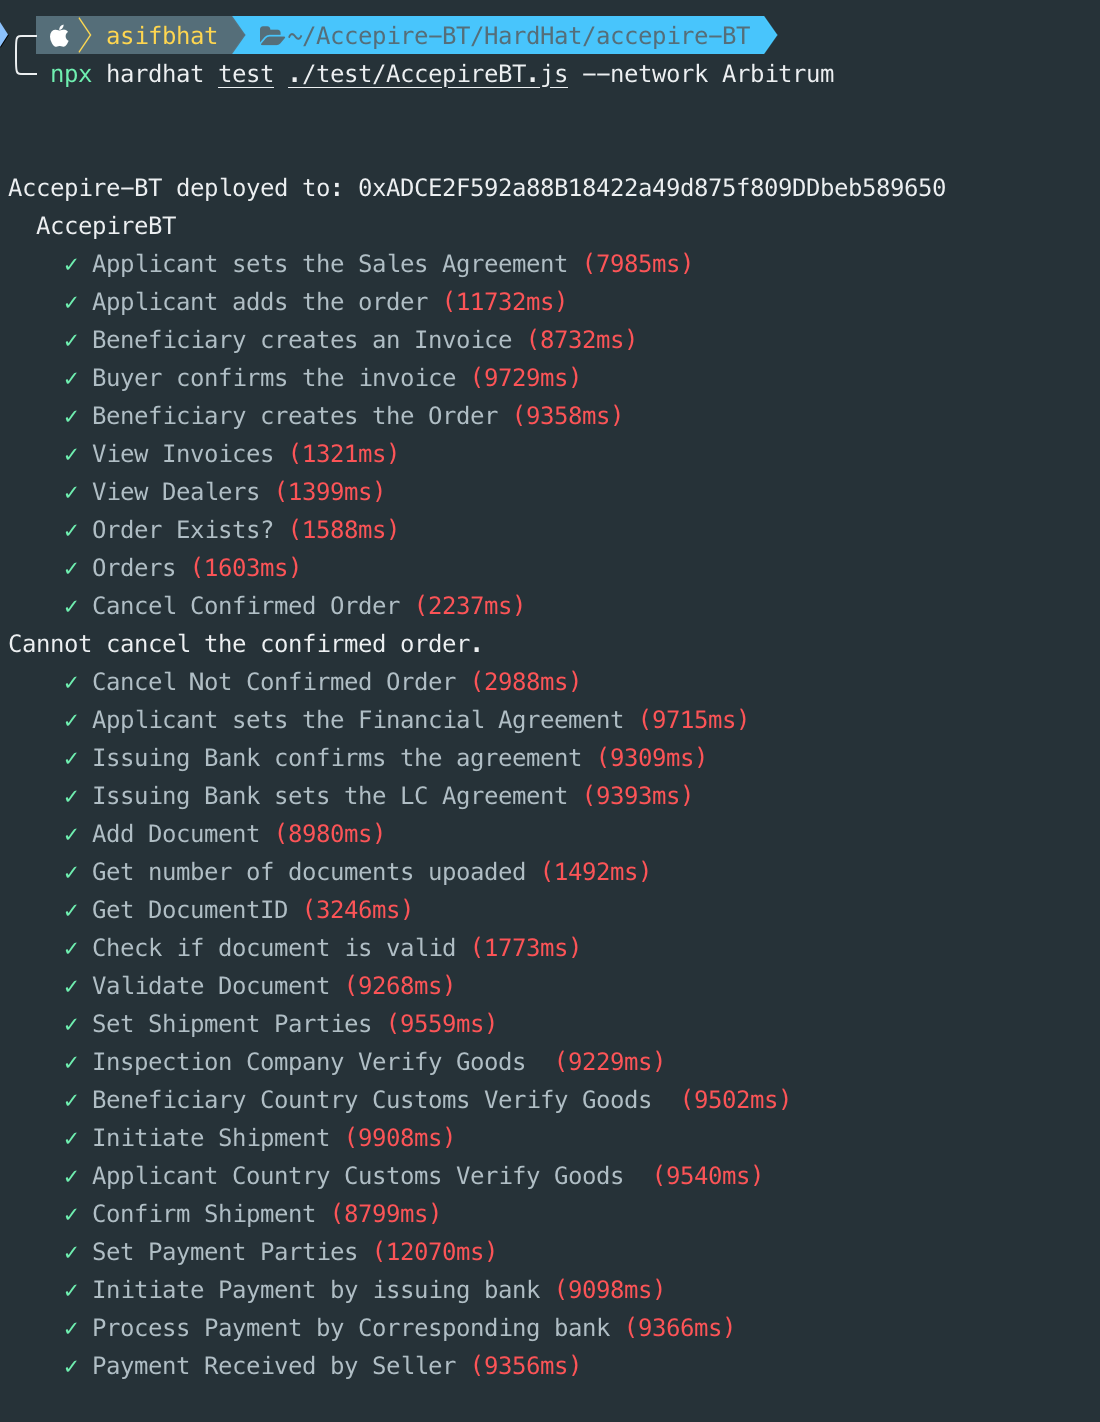 asifbhat ~/Accepire-BT/HardHat/accepire-BT
npx hardhat test ./test/AccepireBT.js --network Arbitrum
Accepire-BT deployed to: 0xADCE2F592a88B18422a49d875f809DDbeb589650
AccepireBT
✓ Applicant sets the Sales Agreement (7985ms)
✓ Applicant adds the order (11732ms)
✓ Beneficiary creates an Invoice (8732ms)
✓ Buyer confirms the invoice (9729ms)
✓ Beneficiary creates the Order (9358ms)
✓ View Invoices (1321ms)
✓ View Dealers (1399ms)
✓ Order Exists? (1588ms)
✓ Orders (1603ms)
✓ Cancel Confirmed Order (2237ms)
Cannot cancel the confirmed order.
✓ Cancel Not Confirmed Order (2988ms)
✓ Applicant sets the Financial Agreement (9715ms)
✓ Issuing Bank confirms the agreement (9309ms)
✓ Issuing Bank sets the LC Agreement (9393ms)
✓ Add Document (8980ms)
✓ Get number of documents upoaded (1492ms)
✓ Get DocumentID (3246ms)
✓ Check if document is valid (1773ms)
✓ Validate Document (9268ms)
✓ Set Shipment Parties (9559ms)
✓ Inspection Company Verify Goods  (9229ms)
✓ Beneficiary Country Customs Verify Goods  (9502ms)
✓ Initiate Shipment (9908ms)
✓ Applicant Country Customs Verify Goods  (9540ms)
✓ Confirm Shipment (8799ms)
✓ Set Payment Parties (12070ms)
✓ Initiate Payment by issuing bank (9098ms)
✓ Process Payment by Corresponding bank (9366ms)
✓ Payment Received by Seller (9356ms)